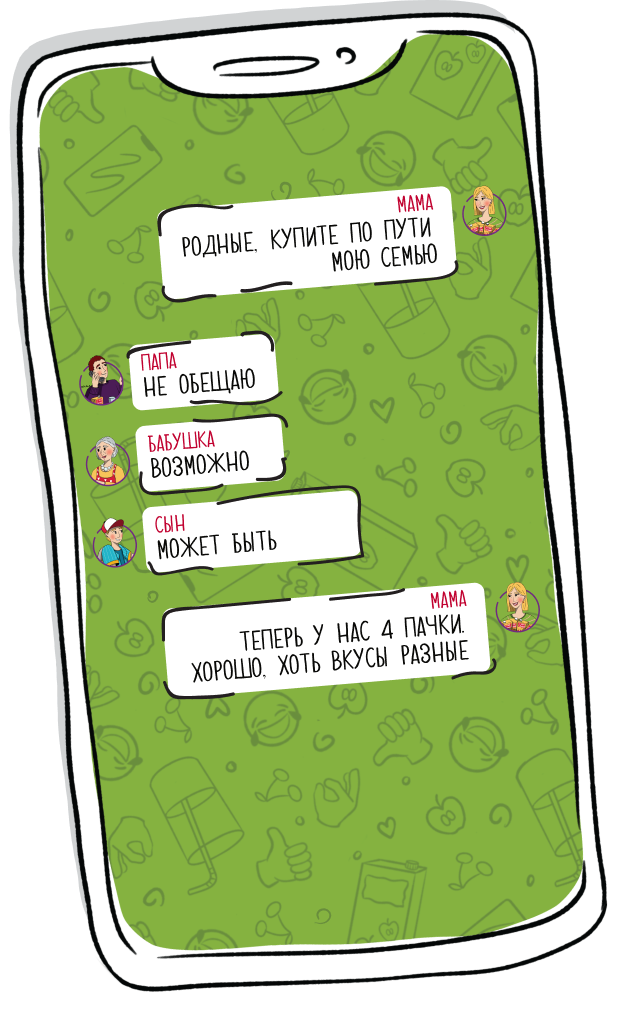 МАМА
РОДНЫЕ, КУПИТЕ ПО ПУТИ
МОЮ СЕМЬЮ
ПАПА
НЕ ОБЕЩАЮ
БАБУШКА
ВОЗМОЖНО
СЫН
МОЖЕТ БЫТЬ
МАМА
ТЕПЕРЬ У НАС 4 ПАЧКИ.
ХОРОШО, ХОТЬ ВКУСЫ РАЗНЫЕ